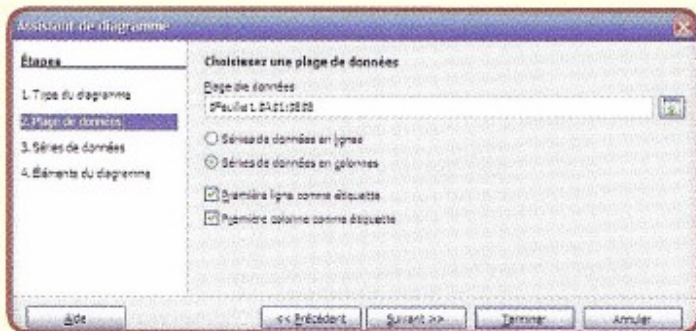 Assistant de diagramme
Étapes
1. Type du diagramme
2. Plage de données
3. Séries de données
4. Éléments du diagramme
Choisissez une plage de données
Plage de données
Séries de données en lignes
Séries de données en colonnes
Première ligne comme étiquette
Première colonne comme étiquette
Aide
<< Précédent
Suivant >>
Terminer
Annuler